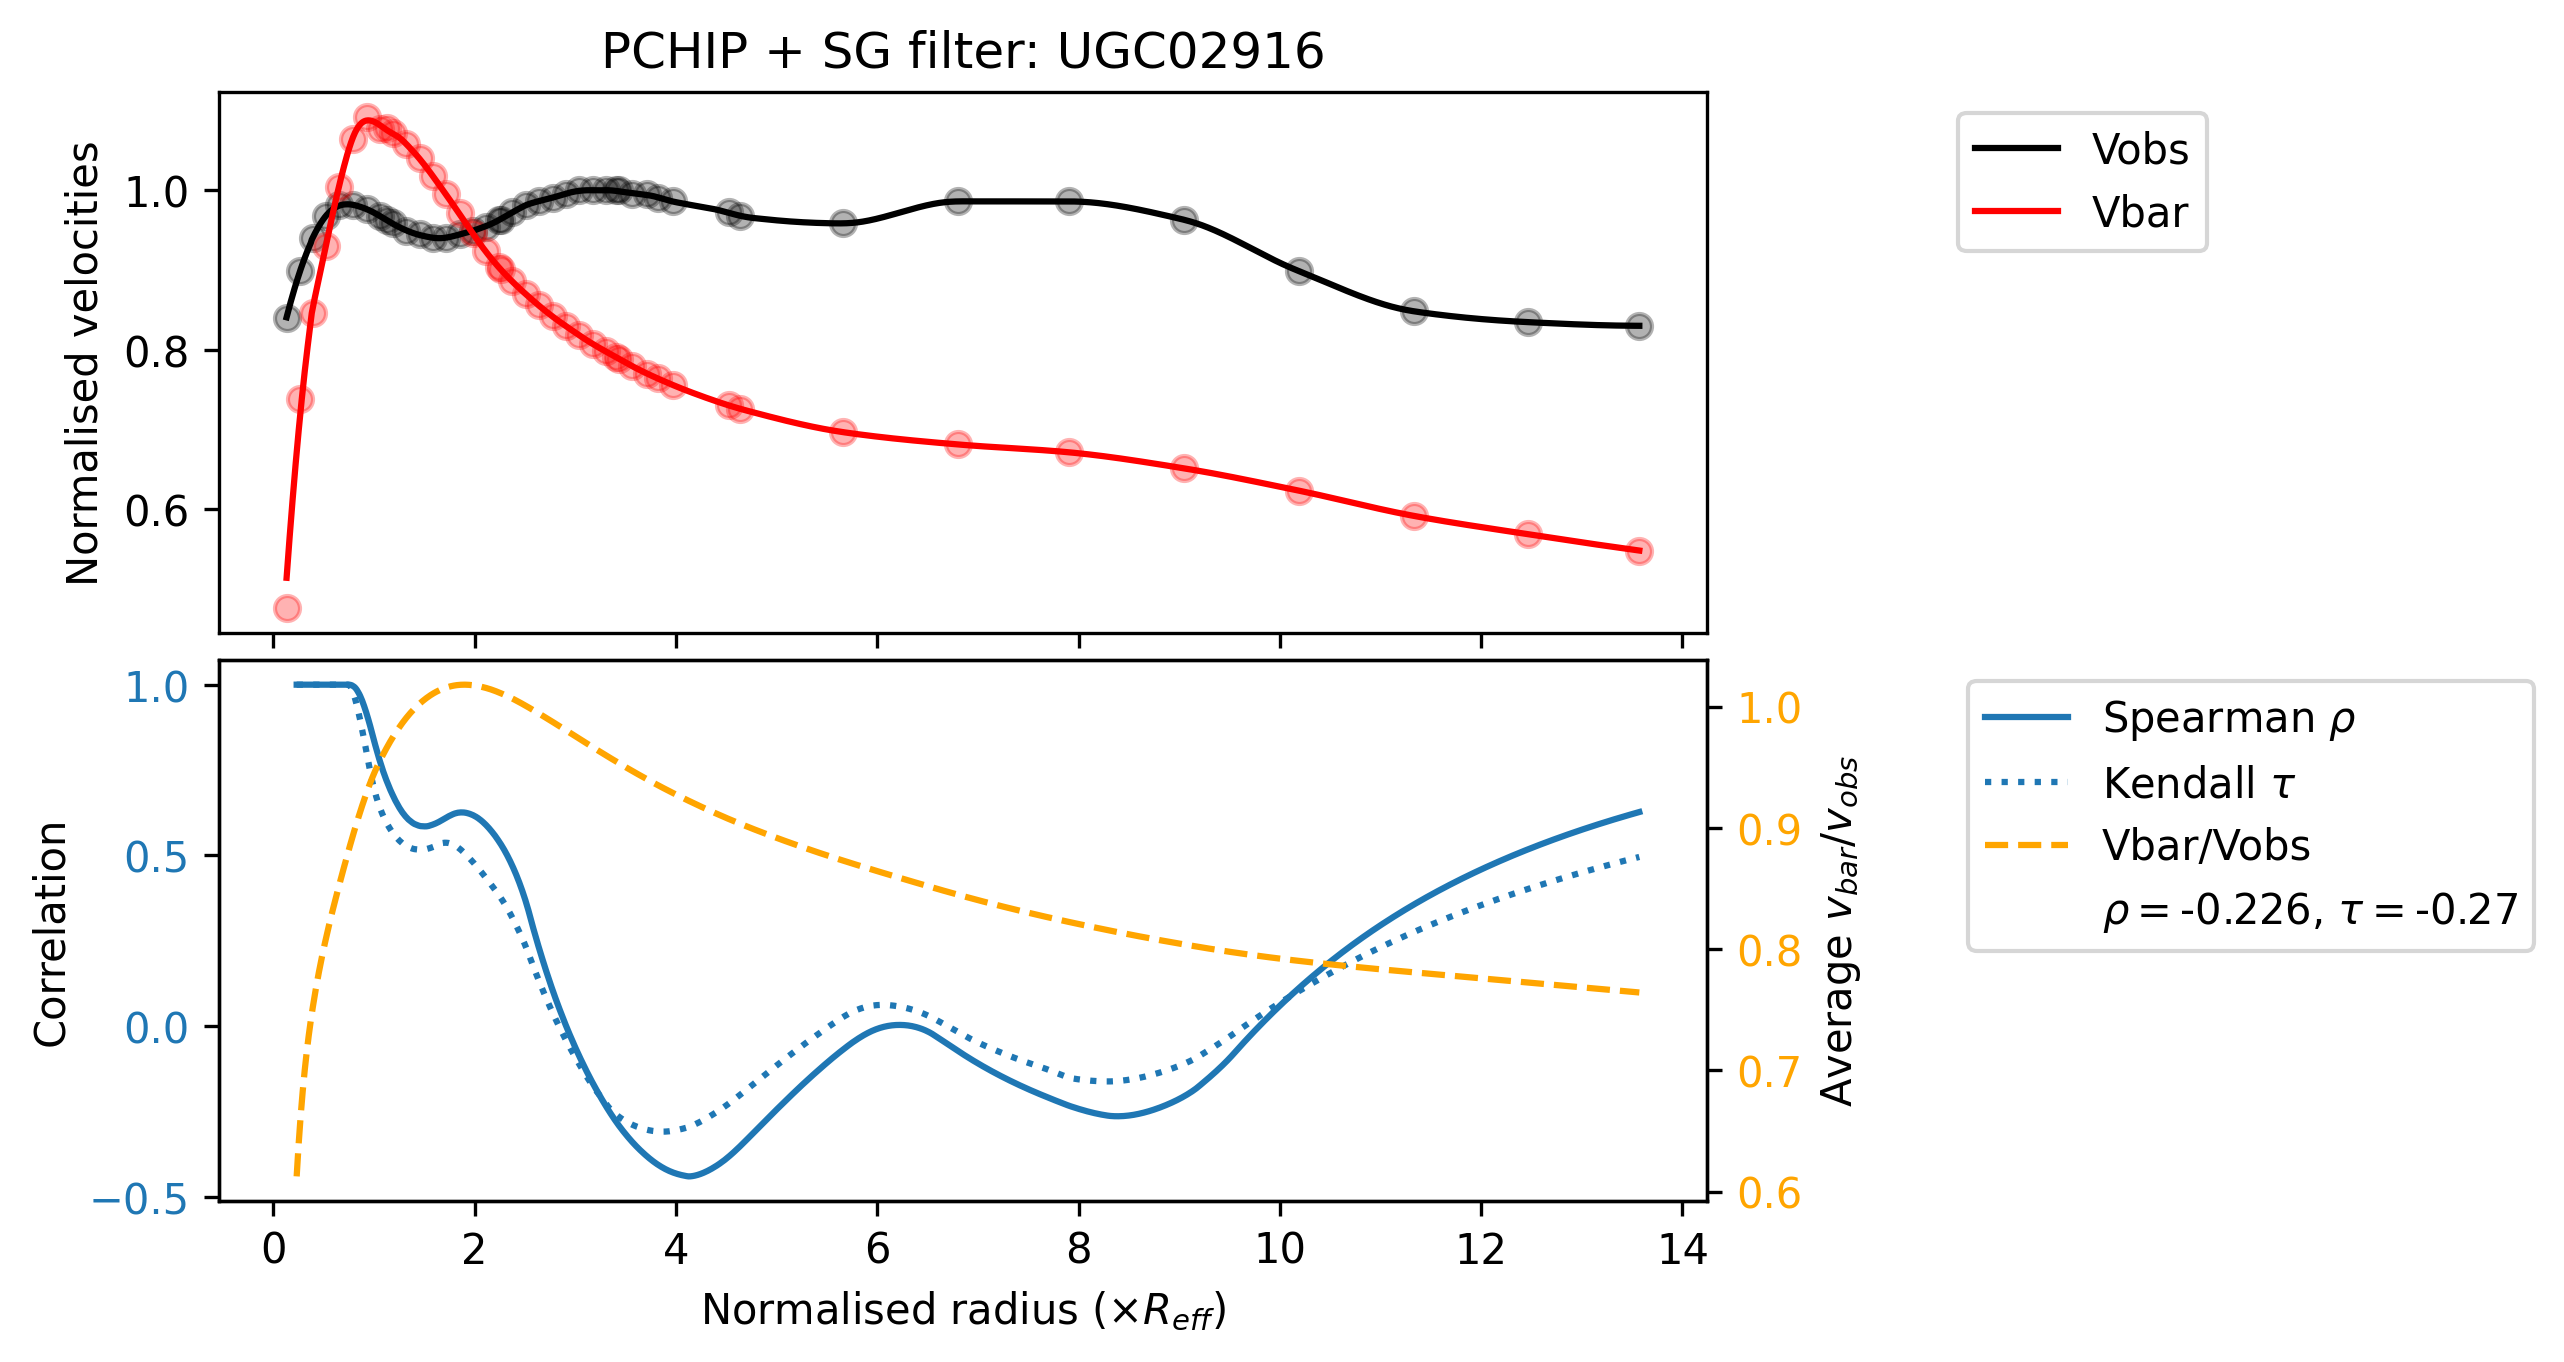 PCHIP + SG filter: UGC02916
Normalised velocities
1.0
0.8
0.6
Vobs
Vbar
Correlation
1.0
0.5
0.0
−0.5
1.0
0.9
0.8
0.7
0.6
Average v_bar/v_obs
Spearman ρ
Kendall τ
Vbar/Vobs
ρ = -0.226, τ = -0.27
0 2 4 6 8 10 12 14
Normalised radius (×R_eff)